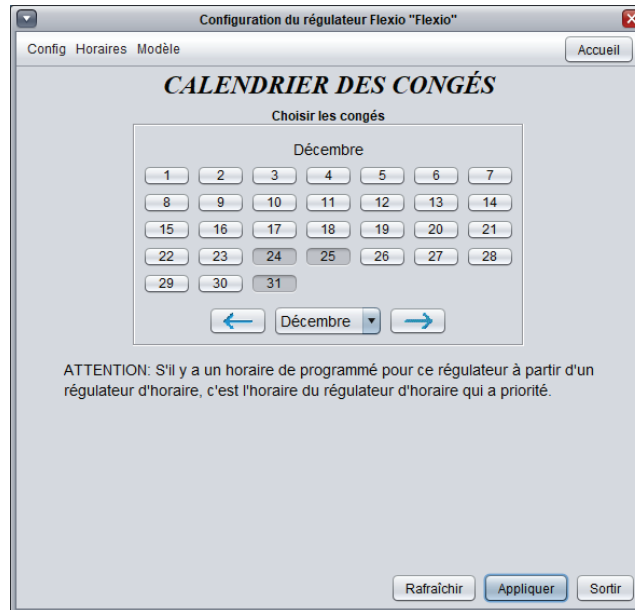 Configuration du régulateur Flexio "Flexio"
Config Horaires Modèle Accueil
CALENDRIER DES CONGÉS
Choisir les congés
Décembre
1 2 3 4 5 6 7
8 9 10 11 12 13 14
15 16 17 18 19 20 21
22 23 24 25 26 27 28
29 30 31
Décembre
ATTENTION: S'il y a un horaire de programmé pour ce régulateur à partir d'un
régulateur d'horaire, c'est l'horaire du régulateur d'horaire qui a priorité.
Rafraîchir Appliquer Sortir